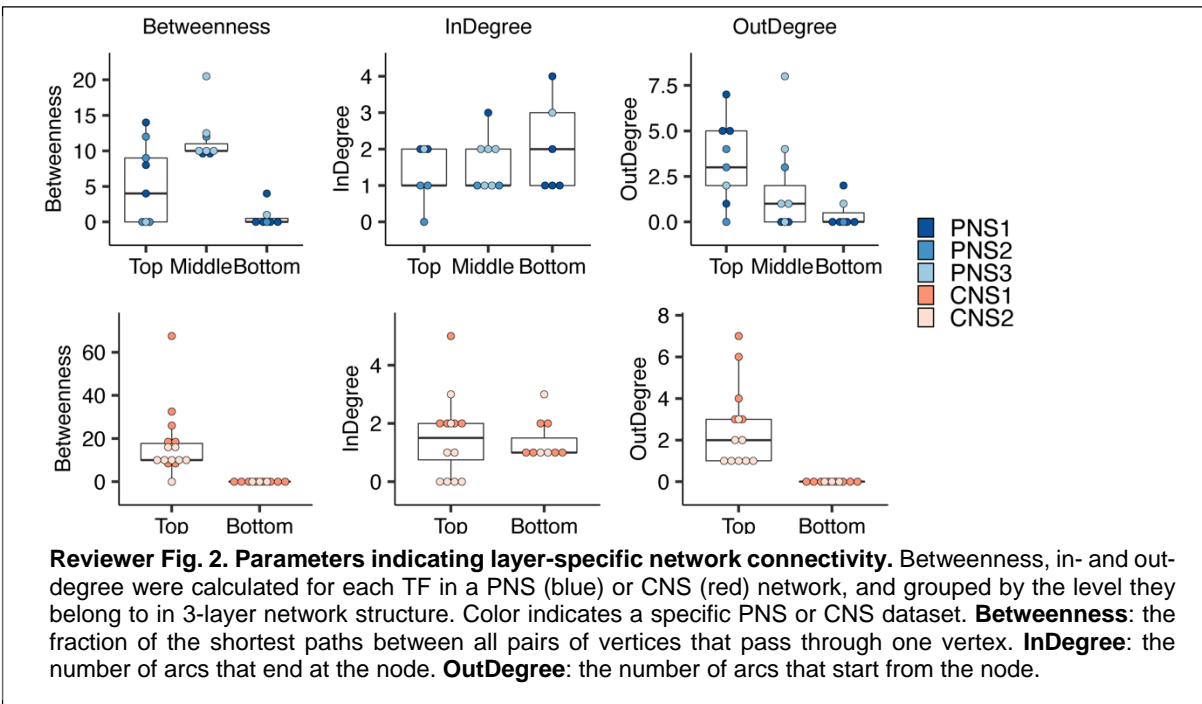 Betweenness InDegree OutDegree
Betweenness
20
15
10
5
0
Top Middle Bottom
InDegree
4
3
2
1
0
Top Middle Bottom
OutDegree
7.5
5.0
2.5
0.0
Top Middle Bottom
PNS1
PNS2
PNS3
CNS1
CNS2
Betweenness
60
40
20
0
Top Bottom
InDegree
4
2
0
Top Bottom
OutDegree
8
6
4
2
0
Top Bottom
Reviewer Fig. 2. Parameters indicating layer-specific network connectivity. Betweenness, in- and out-
degree were calculated for each TF in a PNS (blue) or CNS (red) network, and grouped by the level they
belong to in 3-layer network structure. Color indicates a specific PNS or CNS dataset. Betweenness: the
fraction of the shortest paths between all pairs of vertices that pass through one vertex. InDegree: the
number of arcs that end at the node. OutDegree: the number of arcs that start from the node.